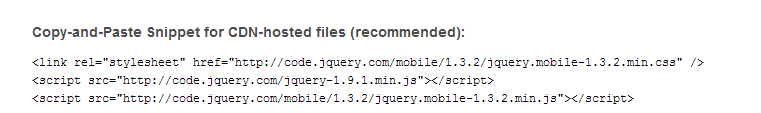 Copy-and-Paste Snippet for CDN-hosted files (recommended):
<link rel="stylesheet" href="http://code.jquery.com/mobile/1.3.2/jquery.mobile-1.3.2.min.css" />
<script src="http://code.jquery.com/jquery-1.9.1.min.js"></script>
<script src="http://code.jquery.com/mobile/1.3.2/jquery.mobile-1.3.2.min.js"></script>